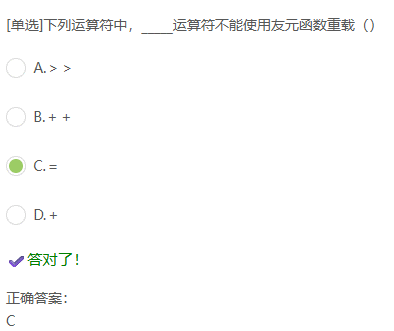 [单选]下列运算符中，_____运算符不能使用友元函数重载（）
A. > >
B. + +
C. =
D. +
答对了!
正确答案:
C